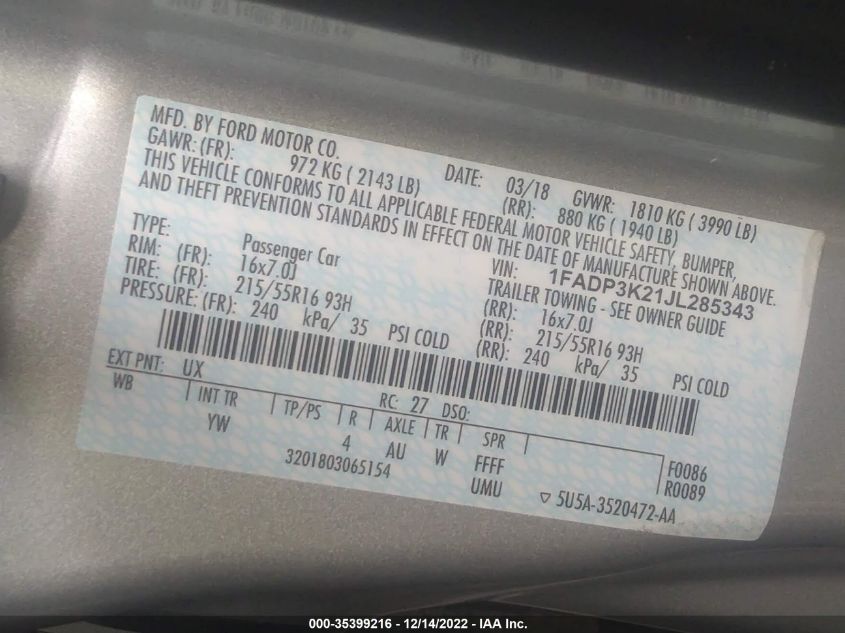 MFD. BY FORD MOTOR CO.
DATE: 03/18 GVWR: 1810 KG ( 3990 LB)
GAWR: (FR): 972 KG ( 2143 LB) (RR): 880 KG ( 1940 LB)
THIS VEHICLE CONFORMS TO ALL APPLICABLE FEDERAL MOTOR VEHICLE SAFETY, BUMPER,
AND THEFT PREVENTION STANDARDS IN EFFECT ON THE DATE OF MANUFACTURE SHOWN ABOVE.
VIN: 1FADP3K21JL285343
TYPE: Passenger Car TRAILER TOWING - SEE OWNER GUIDE
RIM: (FR): 16x7.0J (RR): 16x7.0J
TIRE: (FR): 215/55R16 93H (RR): 215/55R16 93H
PRESSURE: (FR): 240 kPa/ 35 PSI COLD (RR): 240 kPa/ 35 PSI COLD
EXT PNT: UX RC: 27 DSO:
WB INT TR TP/PS R AXLE TR SPR
YW 4 AU W FFFF F0086
UMU R0089
3201803065154 5U5A-3520472-AA
000-35399216 - 12/14/2022 - IAA Inc.